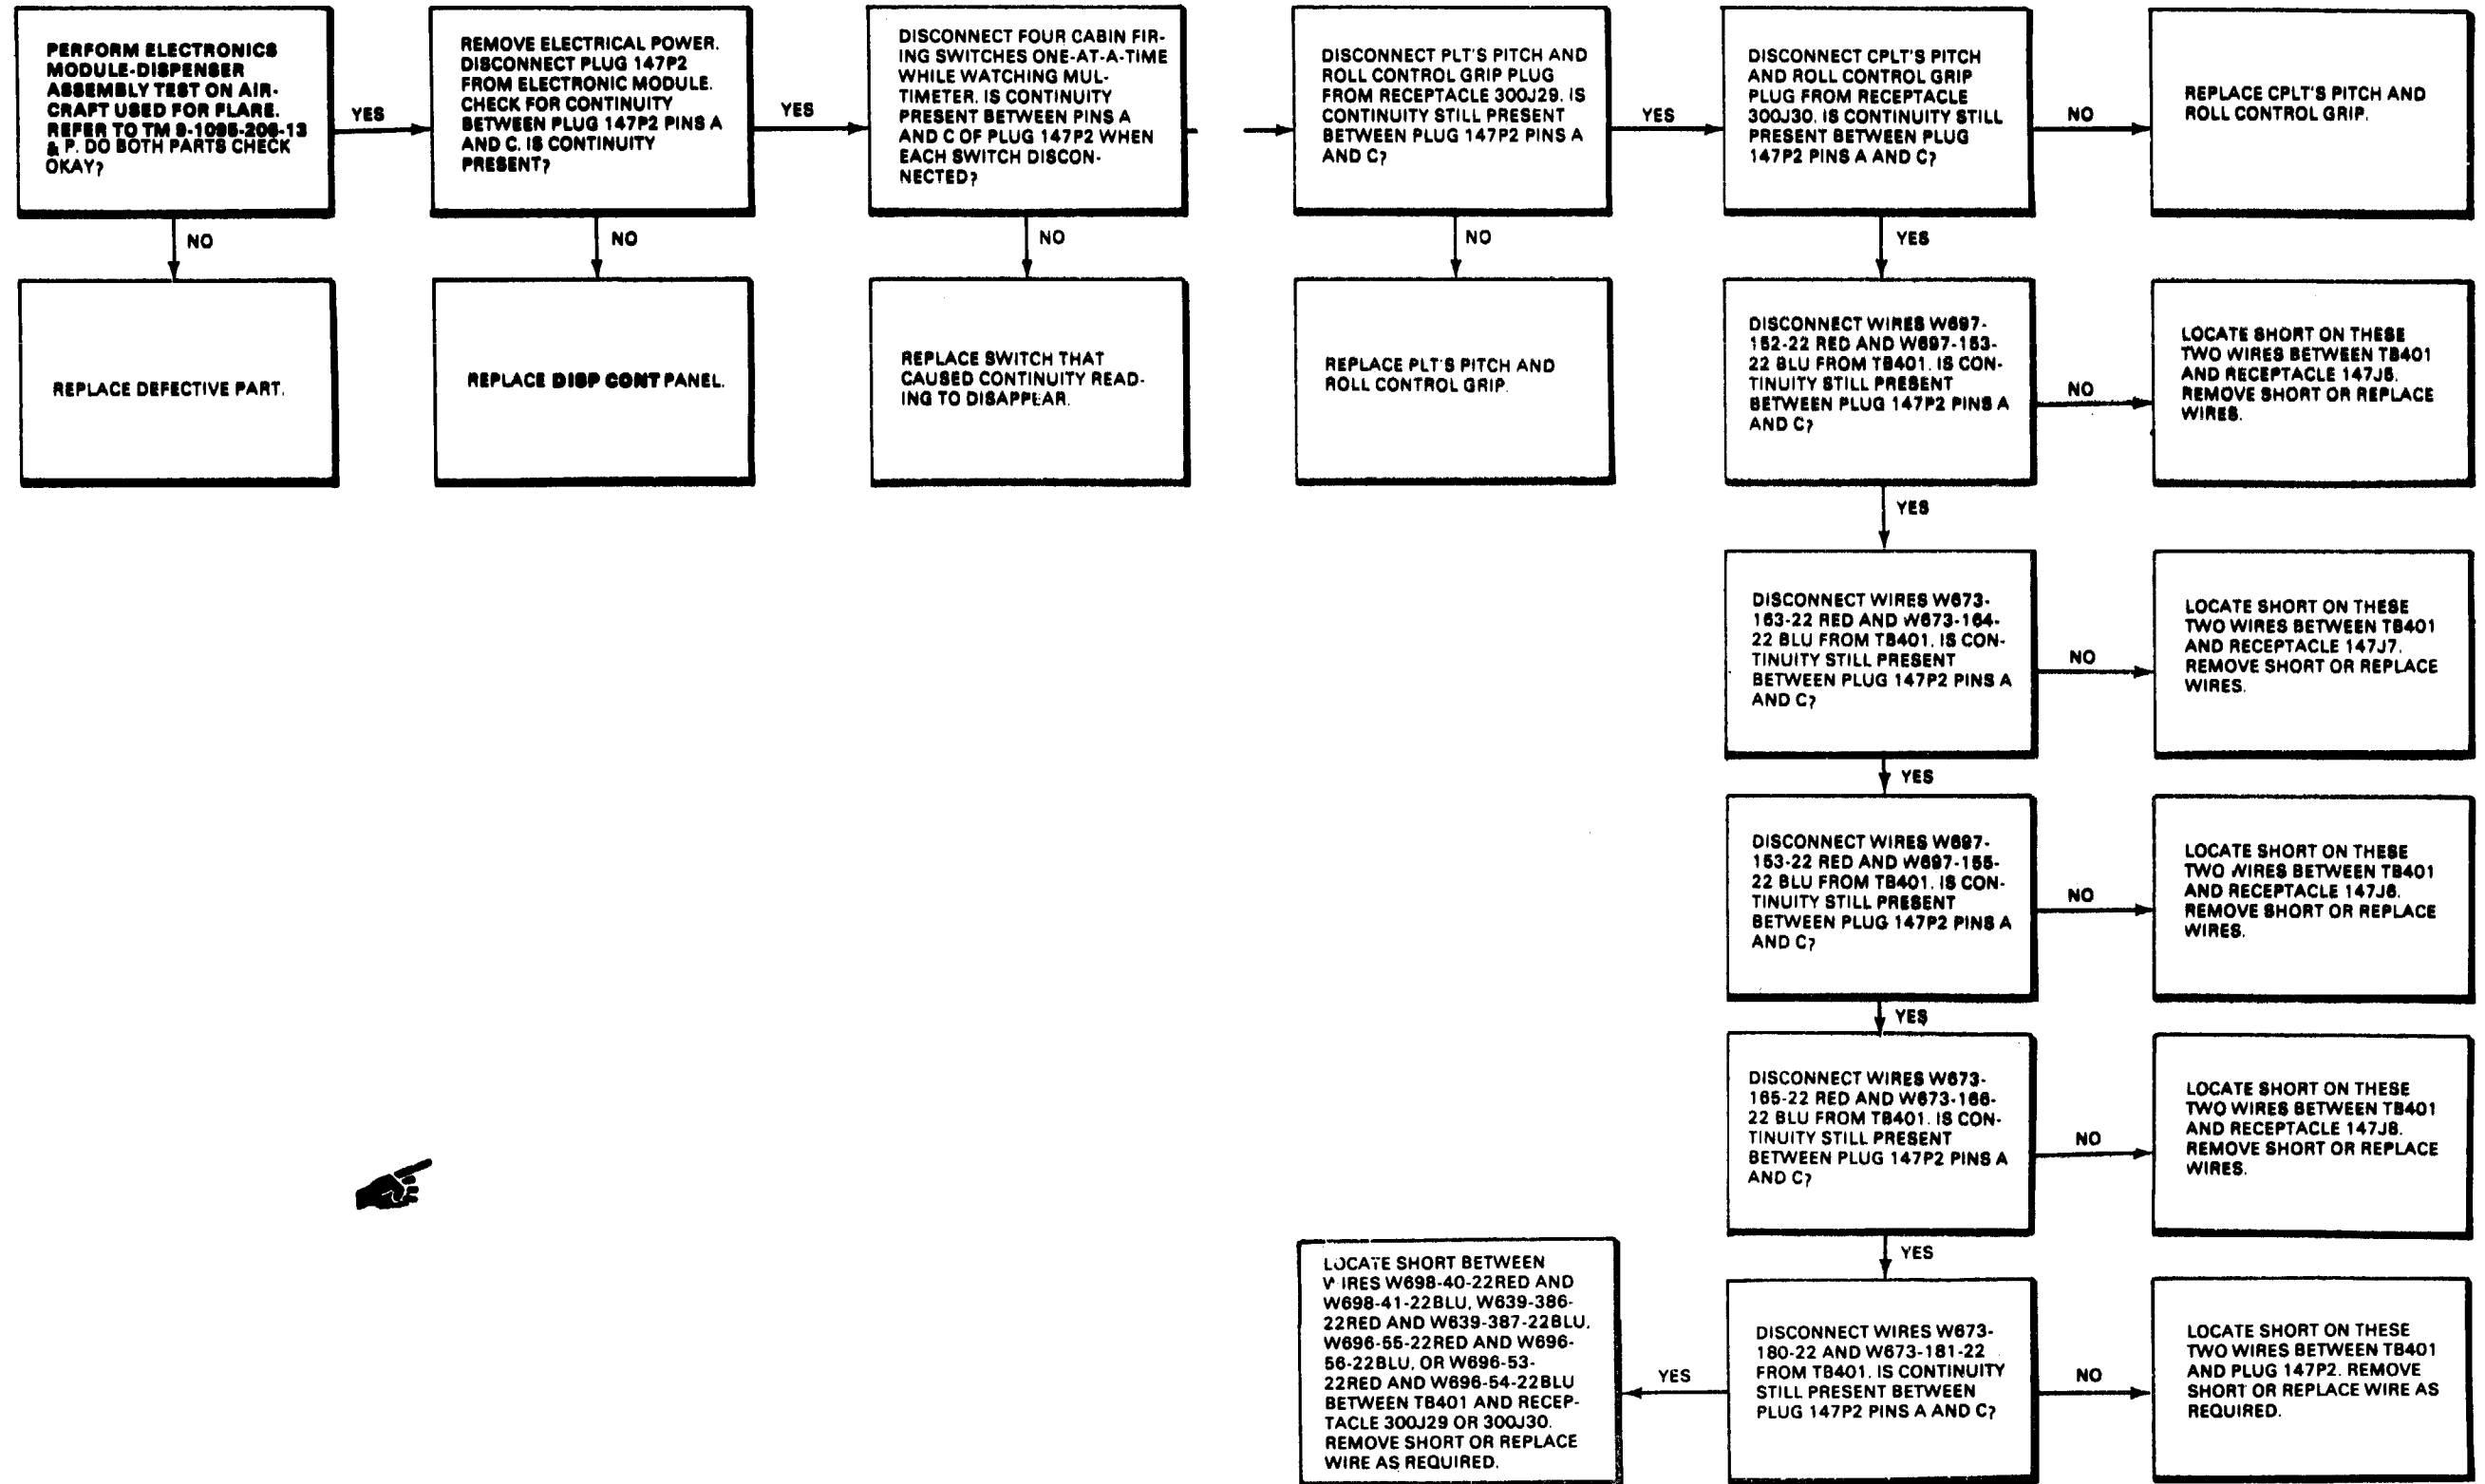 PERFORM ELECTRONICS
MODULE-DISPENSER
ASSEMBLY TEST ON AIR-
CRAFT USED FOR FLARE.
REFER TO TM 9-1095-206-13
& P. DO BOTH PARTS CHECK
OKAY?
YES
REMOVE ELECTRICAL POWER.
DISCONNECT PLUG 147P2
FROM ELECTRONIC MODULE.
CHECK FOR CONTINUITY
BETWEEN PLUG 147P2 PINS A
AND C. IS CONTINUITY
PRESENT?
YES
DISCONNECT FOUR CABIN FIR-
ING SWITCHES ONE-AT-A-TIME
WHILE WATCHING MUL-
TIMETER. IS CONTINUITY
PRESENT BETWEEN PINS A
AND C OF PLUG 147P2 WHEN
EACH SWITCH DISCON-
NECTED?
DISCONNECT PLT'S PITCH AND
ROLL CONTROL GRIP PLUG
FROM RECEPTACLE 300J29. IS
CONTINUITY STILL PRESENT
BETWEEN PLUG 147P2 PINS A
AND C?
YES
DISCONNECT CPLT'S PITCH
AND ROLL CONTROL GRIP
PLUG FROM RECEPTACLE
300J30. IS CONTINUITY STILL
PRESENT BETWEEN PLUG
147P2 PINS A AND C?
NO
REPLACE CPLT'S PITCH AND
ROLL CONTROL GRIP.
NO
NO
NO
NO
YES
REPLACE DEFECTIVE PART.
REPLACE DISP CONT PANEL.
REPLACE SWITCH THAT
CAUSED CONTINUITY READ-
ING TO DISAPPEAR.
REPLACE PLT'S PITCH AND
ROLL CONTROL GRIP.
DISCONNECT WIRES W697-
152-22 RED AND W697-153-
22 BLU FROM TB401. IS CON-
TINUITY STILL PRESENT
BETWEEN PLUG 147P2 PINS A
AND C?
NO
LOCATE SHORT ON THESE
TWO WIRES BETWEEN TB401
AND RECEPTACLE 147J5.
REMOVE SHORT OR REPLACE
WIRES.
YES
DISCONNECT WIRES W673-
163-22 RED AND W673-164-
22 BLU FROM TB401. IS CON-
TINUITY STILL PRESENT
BETWEEN PLUG 147P2 PINS A
AND C?
NO
LOCATE SHORT ON THESE
TWO WIRES BETWEEN TB401
AND RECEPTACLE 147J7.
REMOVE SHORT OR REPLACE
WIRES.
YES
DISCONNECT WIRES W697-
153-22 RED AND W697-155-
22 BLU FROM TB401. IS CON-
TINUITY STILL PRESENT
BETWEEN PLUG 147P2 PINS A
AND C?
NO
LOCATE SHORT ON THESE
TWO WIRES BETWEEN TB401
AND RECEPTACLE 147J6.
REMOVE SHORT OR REPLACE
WIRES.
YES
DISCONNECT WIRES W673-
165-22 RED AND W673-166-
22 BLU FROM TB401. IS CON-
TINUITY STILL PRESENT
BETWEEN PLUG 147P2 PINS A
AND C?
NO
LOCATE SHORT ON THESE
TWO WIRES BETWEEN TB401
AND RECEPTACLE 147J8.
REMOVE SHORT OR REPLACE
WIRES.
YES
LOCATE SHORT BETWEEN
WIRES W698-40-22RED AND
W698-41-22BLU, W639-386-
22RED AND W639-387-22BLU,
W696-55-22RED AND W696-
56-22BLU, OR W696-53-
22RED AND W696-54-22BLU
BETWEEN TB401 AND RECEP-
TACLE 300J29 OR 300J30.
REMOVE SHORT OR REPLACE
WIRE AS REQUIRED.
YES
DISCONNECT WIRES W673-
180-22 AND W673-181-22
FROM TB401. IS CONTINUITY
STILL PRESENT BETWEEN
PLUG 147P2 PINS A AND C?
NO
LOCATE SHORT ON THESE
TWO WIRES BETWEEN TB401
AND PLUG 147P2. REMOVE
SHORT OR REPLACE WIRE AS
REQUIRED.